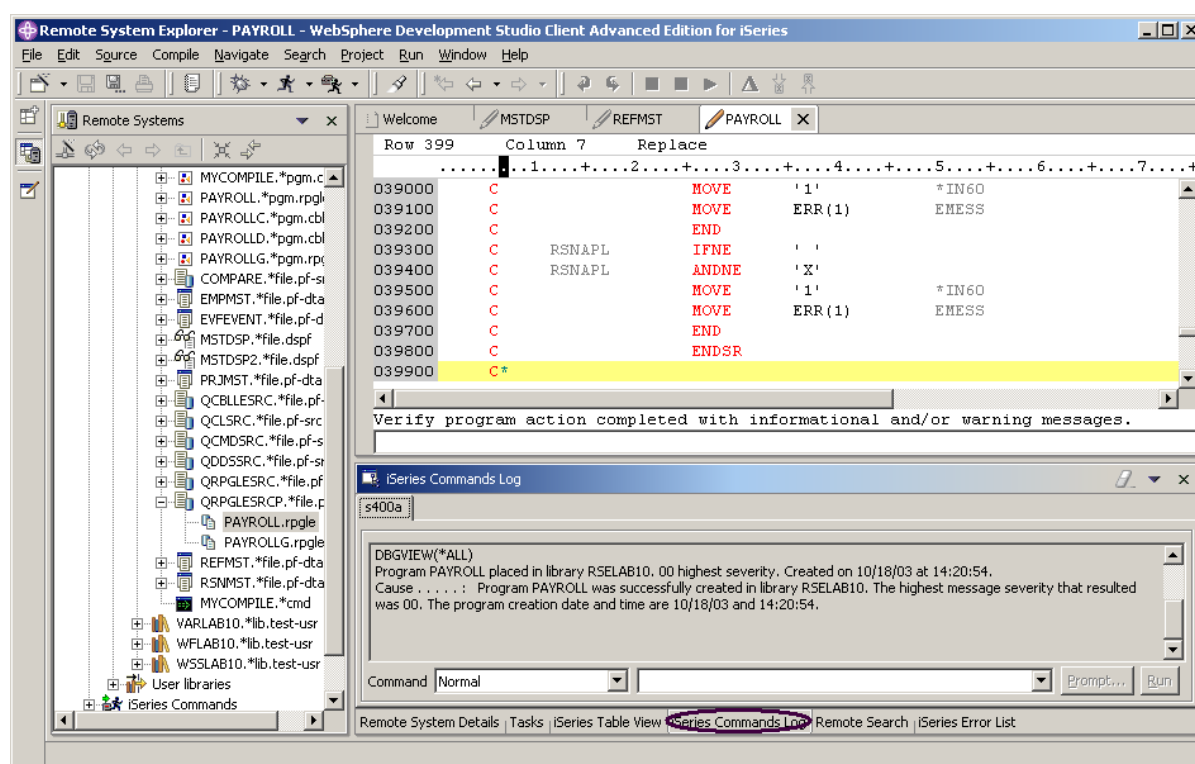 Remote System Explorer - PAYROLL - WebSphere Development Studio Client Advanced Edition for iSeries
File Edit Source Compile Navigate Search Project Run Window Help
Remote Systems
MYCOMPILE.*pgm.c
PAYROLL.*pgm.rpgl
PAYROLLC.*pgm.cbl
PAYROLLD.*pgm.cbl
PAYROLLG.*pgm.rpg
COMPARE.*file.pf-s
EMPMST.*file.pf-dta
EVFEVENT.*file.pf-d
MSTDSP.*file.dspf
MSTDSP2.*file.dspf
PRJMST.*file.pf-dta
QCBLLESRC.*file.pf-
QCLSRC.*file.pf-src
QCMDSRC.*file.pf-s
QDDSSRC.*file.pf-sr
QRPGLESRC.*file.pf
QRPGLESRCP.*file.p
PAYROLL.rpgle
PAYROLLG.rpgle
REFMST.*file.pf-dta
RSNMST.*file.pf-dta
MYCOMPILE.*cmd
VARLAB10.*lib.test-usr
WFLAB10.*lib.test-usr
WSSLAB10.*lib.test-usr
User libraries
iSeries Commands
Welcome MSTDSP REFMST PAYROLL
Row 399 Column 7 Replace
.......1....+....2....+....3....+....4....+....5....+....6....+....7....+
039000 C MOVE '1' *IN60
039100 C MOVE ERR(1) EMESS
039200 C END
039300 C RSNAPL IFNE ' '
039400 C RSNAPL ANDNE 'X'
039500 C MOVE '1' *IN60
039600 C MOVE ERR(1) EMESS
039700 C END
039800 C ENDSR
039900 C*
Verify program action completed with informational and/or warning messages.
iSeries Commands Log
s400a
DBGVIEW(*ALL)
Program PAYROLL placed in library RSELAB10. 00 highest severity. Created on 10/18/03 at 14:20:54.
Cause . . . . . : Program PAYROLL was successfully created in library RSELAB10. The highest message severity that resulted
was 00. The program creation date and time are 10/18/03 and 14:20:54.
Command Normal Prompt... Run
Remote System Details Tasks iSeries Table View iSeries Commands Log Remote Search iSeries Error List